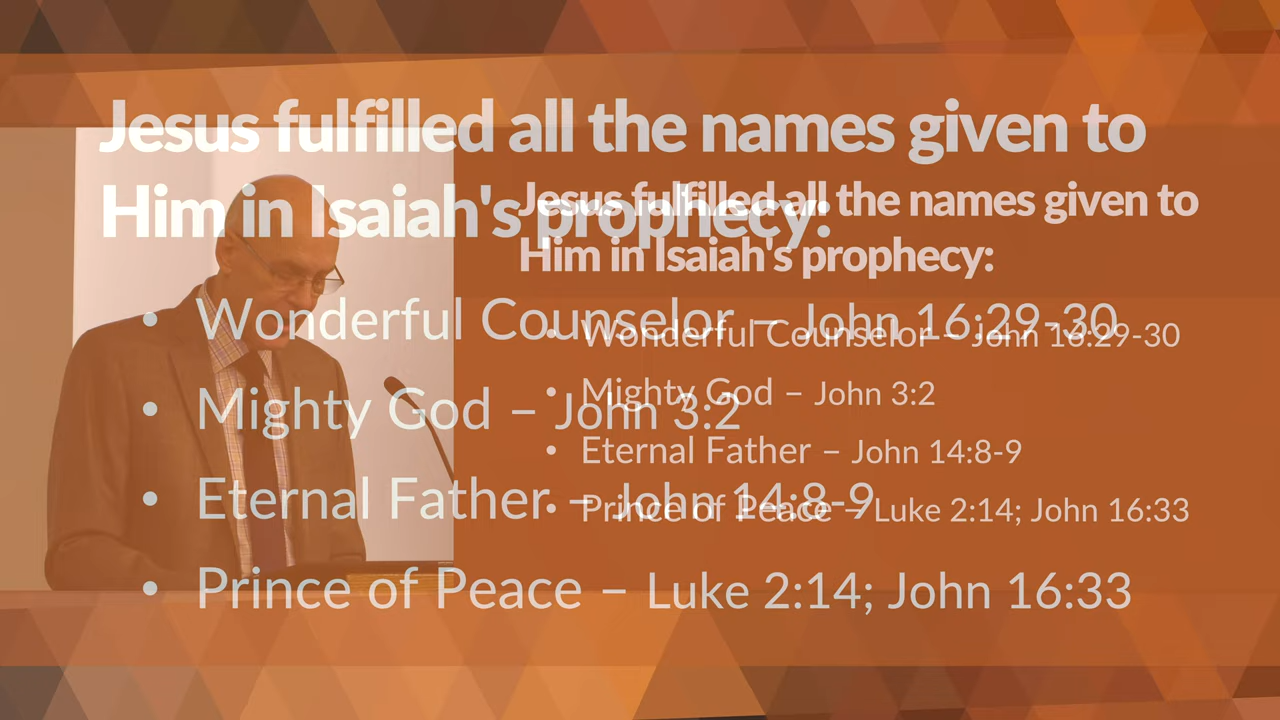 Jesus fulfilled all the names given to
Him in Isaiah's prophecy:
• Wonderful Counselor – John 16:29-30
• Mighty God – John 3:2
• Eternal Father – John 14:8-9
• Prince of Peace – Luke 2:14; John 16:33
Jesus fulfilled all the names given to
Him in Isaiah's prophecy:
• Wonderful Counselor – John 16:29-30
• Mighty God – John 3:2
• Eternal Father – John 14:8-9
• Prince of Peace – Luke 2:14; John 16:33